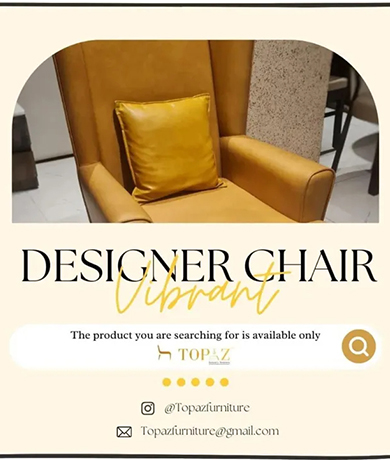 DESIGNER CHAIR
Vibrant
The product you are searching for is available only
TOPAZ
@Topazfurniture
Topazfurniture@gmail.com